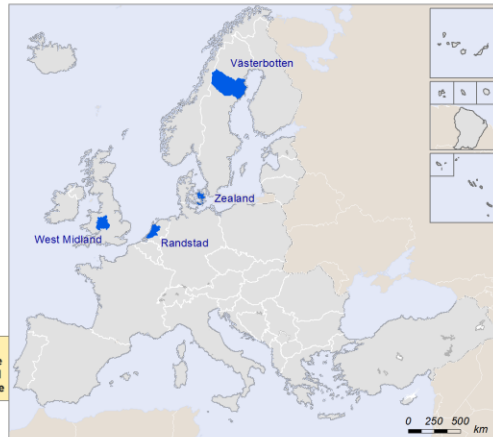 Västerbotten
Zealand
West Midland
Randstad
e
l
e
0 250 500
km